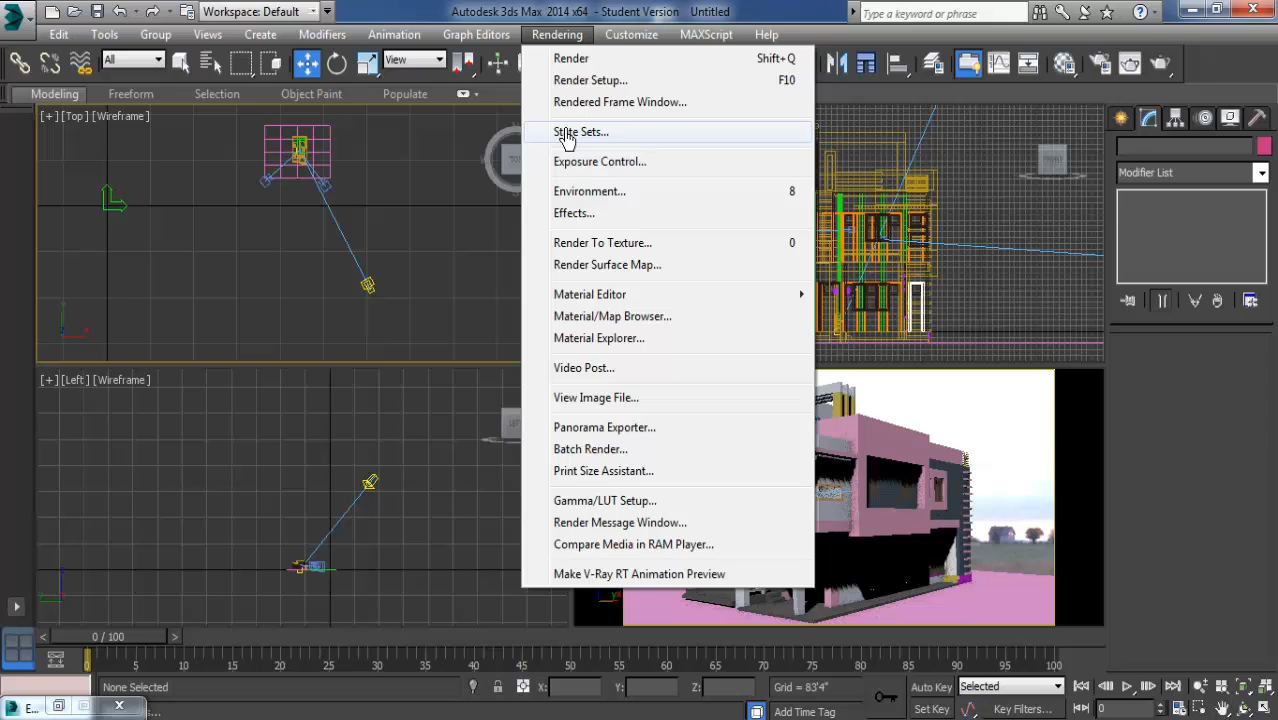 Workspace: Default
Autodesk 3ds Max 2014 x64 - Student Version Untitled
Type a keyword or phrase
Edit Tools Group Views Create Modifiers Animation Graph Editors Rendering Customize MAXScript Help
All
View
Modeling Freeform Selection Object Paint Populate
[+] [Top] [Wireframe]
Render Shift+Q
Render Setup... F10
Rendered Frame Window...
State Sets...
Exposure Control...
Environment... 8
Effects...
Render To Texture... 0
Render Surface Map...
Material Editor
Material/Map Browser...
Material Explorer...
Video Post...
View Image File...
Panorama Exporter...
Batch Render...
Print Size Assistant...
Gamma/LUT Setup...
Render Message Window...
Compare Media in RAM Player...
Make V-Ray RT Animation Preview
FRONT
Modifier List
[+] [Left] [Wireframe]
0 / 100
0 5 10 15 20 25 30 35 40 45 50 55 60 65 70 75 80 85 90 95 100
None Selected
X: Y: Z:
Grid = 83'4"
Auto Key
Selected
Add Time Tag
Set Key
Key Filters...
0